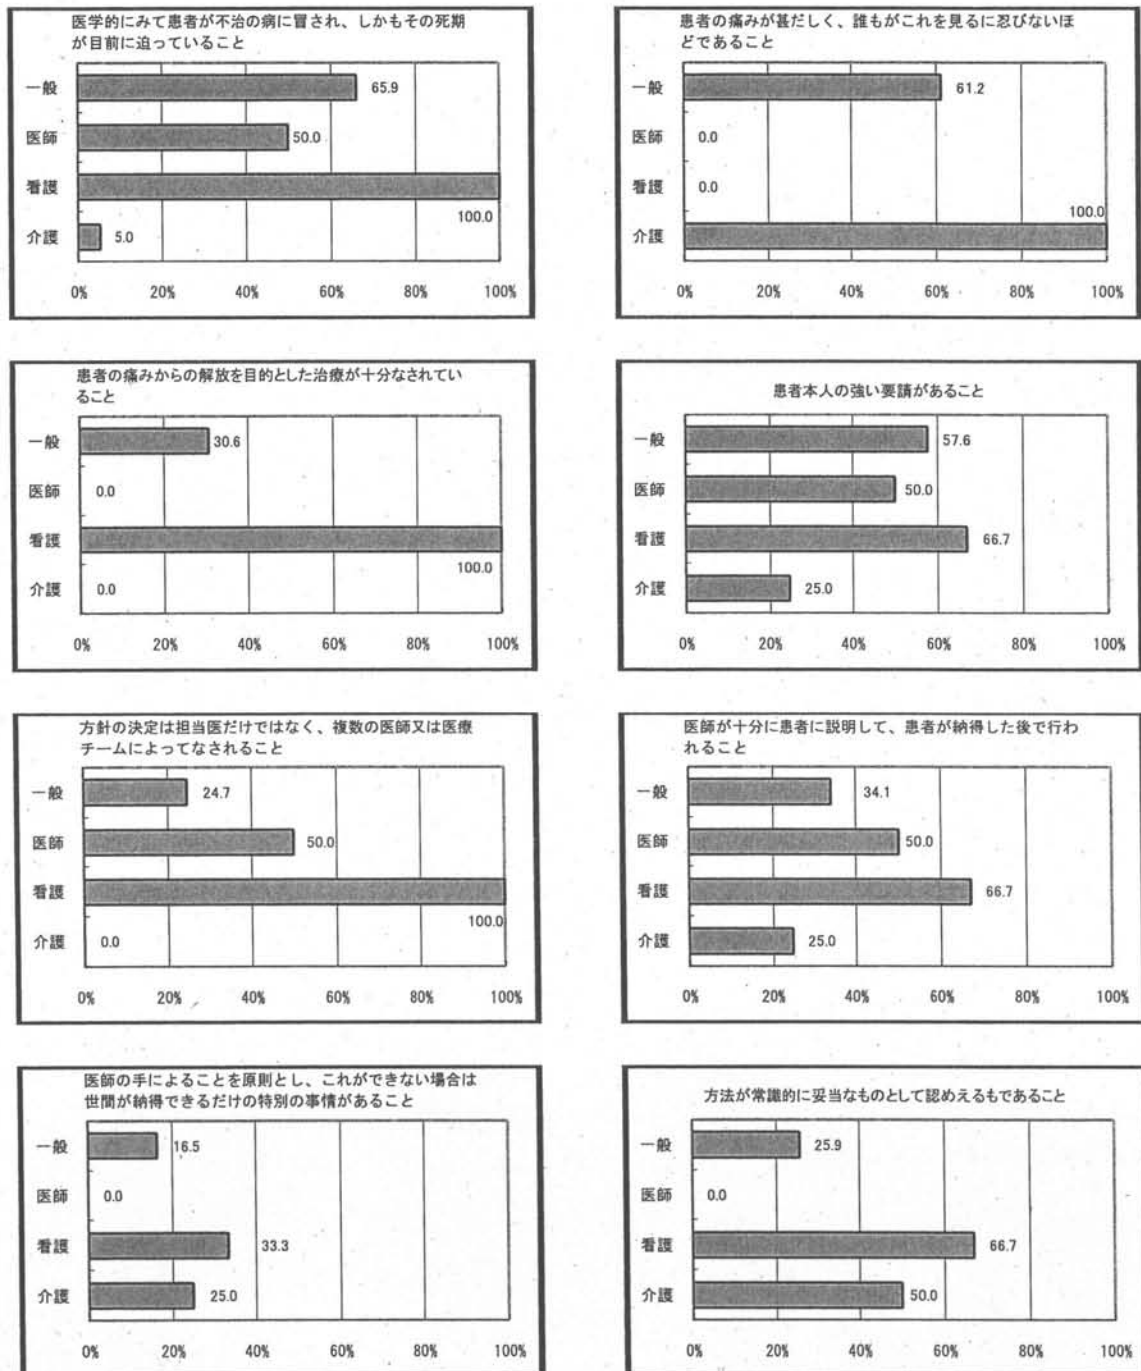 医学的にみて患者が不治の病に冒され、しかもその死期
が目前に迫っていること
一般
65.9
医師
50.0
看護
100.0
介護
5.0
0% 20% 40% 60% 80% 100%
患者の痛みが甚だしく、誰もがこれを見るに忍びないほ
どであること
一般
61.2
医師
0.0
看護
0.0
100.0
介護
0% 20% 40% 60% 80% 100%
患者の痛みからの解放を目的とした治療が十分なされてい
ること
一般
30.6
医師
0.0
看護
100.0
介護
0.0
0% 20% 40% 60% 80% 100%
患者本人の強い要請があること
一般
57.6
医師
50.0
看護
66.7
介護
25.0
0% 20% 40% 60% 80% 100%
方針の決定は担当医だけではなく、複数の医師又は医療
チームによってなされること
一般
24.7
医師
50.0
看護
100.0
介護
0.0
0% 20% 40% 60% 80% 100%
医師が十分に患者に説明して、患者が納得した後で行わ
れること
一般
34.1
医師
50.0
看護
66.7
介護
25.0
0% 20% 40% 60% 80% 100%
医師の手によることを原則とし、これができない場合は
世間が納得できるだけの特別の事情があること
一般
16.5
医師
0.0
看護
33.3
介護
25.0
0% 20% 40% 60% 80% 100%
方法が常識的に妥当なものとして認めえるもであること
一般
25.9
医師
0.0
看護
66.7
介護
50.0
0% 20% 40% 60% 80% 100%